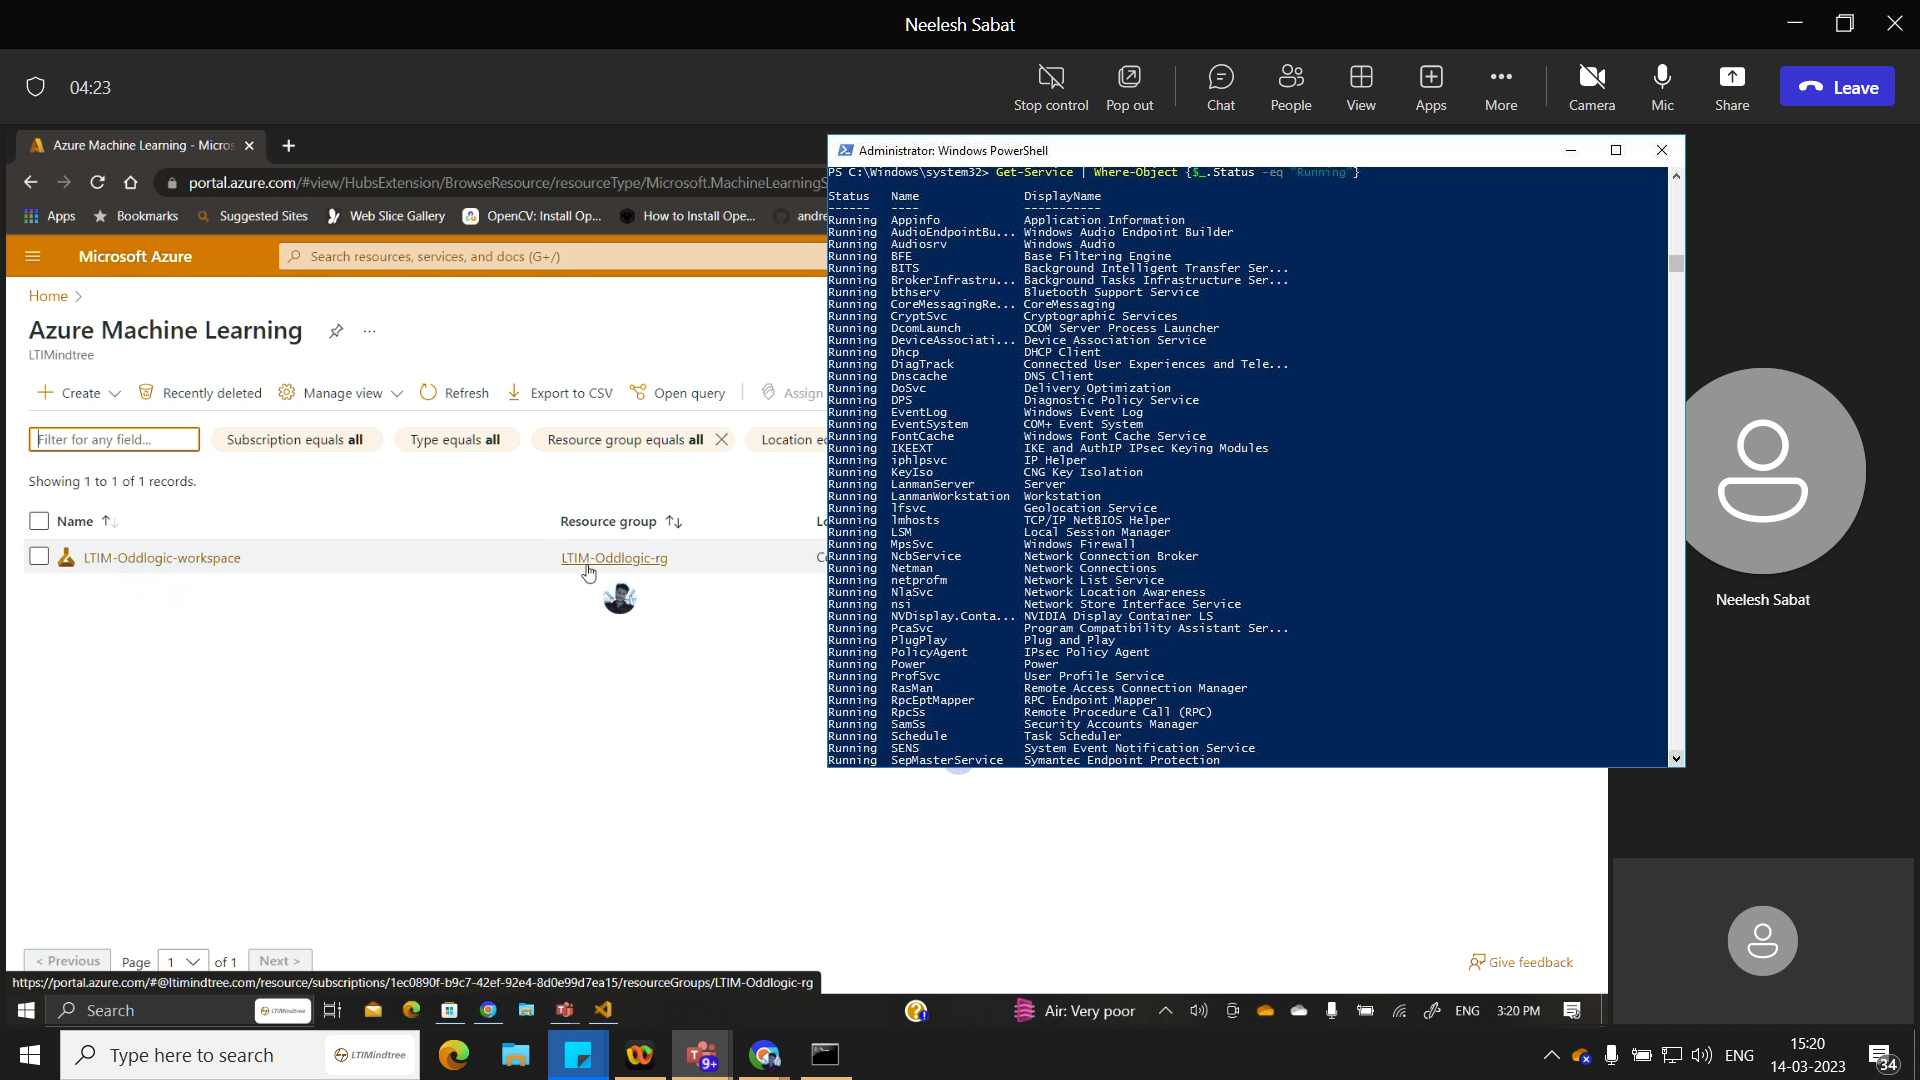 Neelesh Sabat
04:23
Stop control
Pop out
Chat
People
View
Apps
More
Camera
Mic
Share
Leave
Azure Machine Learning - Micros
portal.azure.com/#view/HubsExtension/BrowseResource/resourceType/Microsoft.MachineLearningS
Apps
Bookmarks
Suggested Sites
Web Slice Gallery
OpenCV: Install Op...
How to Install Ope...
andre
Microsoft Azure
Search resources, services, and docs (G+/)
Home
Azure Machine Learning
...
LTIMindtree
Create
Recently deleted
Manage view
Refresh
Export to CSV
Open query
Assign
Filter for any field...
Subscription equals all
Type equals all
Resource group equals all
Location e
Showing 1 to 1 of 1 records.
Name
Resource group
LTIM-Oddlogic-workspace
LTIM-Oddlogic-rg
< Previous
Page
1
of 1
Next >
Give feedback
https://portal.azure.com/#@ltimindtree.com/resource/subscriptions/1ec0890f-b9c7-42ef-92e4-8d0e99d7ea15/resourceGroups/LTIM-Oddlogic-rg
Administrator: Windows PowerShell
PS C:\Windows\system32> Get-Service | Where-Object {$_.Status -eq "Running"}
Status Name DisplayName
------ ---- -----------
Running Appinfo Application Information
Running AudioEndpointBu... Windows Audio Endpoint Builder
Running Audiosrv Windows Audio
Running BFE Base Filtering Engine
Running BITS Background Intelligent Transfer Ser...
Running BrokerInfrastru... Background Tasks Infrastructure Ser...
Running bthserv Bluetooth Support Service
Running CoreMessagingRe... CoreMessaging
Running CryptSvc Cryptographic Services
Running DcomLaunch DCOM Server Process Launcher
Running DeviceAssociati... Device Association Service
Running Dhcp DHCP Client
Running DiagTrack Connected User Experiences and Tele...
Running Dnscache DNS Client
Running DoSvc Delivery Optimization
Running DPS Diagnostic Policy Service
Running EventLog Windows Event Log
Running EventSystem COM+ Event System
Running FontCache Windows Font Cache Service
Running IKEEXT IKE and AuthIP IPsec Keying Modules
Running iphlpsvc IP Helper
Running KeyIso CNG Key Isolation
Running LanmanServer Server
Running LanmanWorkstation Workstation
Running lfsvc Geolocation Service
Running lmhosts TCP/IP NetBIOS Helper
Running LSM Local Session Manager
Running MpsSvc Windows Firewall
Running NcbService Network Connection Broker
Running Netman Network Connections
Running netprofm Network List Service
Running NlaSvc Network Location Awareness
Running nsi Network Store Interface Service
Running NVDisplay.Conta... NVIDIA Display Container LS
Running PcaSvc Program Compatibility Assistant Ser...
Running PlugPlay Plug and Play
Running PolicyAgent IPsec Policy Agent
Running Power Power
Running ProfSvc User Profile Service
Running RasMan Remote Access Connection Manager
Running RpcEptMapper RPC Endpoint Mapper
Running RpcSs Remote Procedure Call (RPC)
Running SamSs Security Accounts Manager
Running Schedule Task Scheduler
Running SENS System Event Notification Service
Running SepMasterService Symantec Endpoint Protection
Neelesh Sabat
Search
LTIMindtree
Air: Very poor
ENG
3:20 PM
Type here to search
LTIMindtree
9+
ENG
15:20
14-03-2023
34